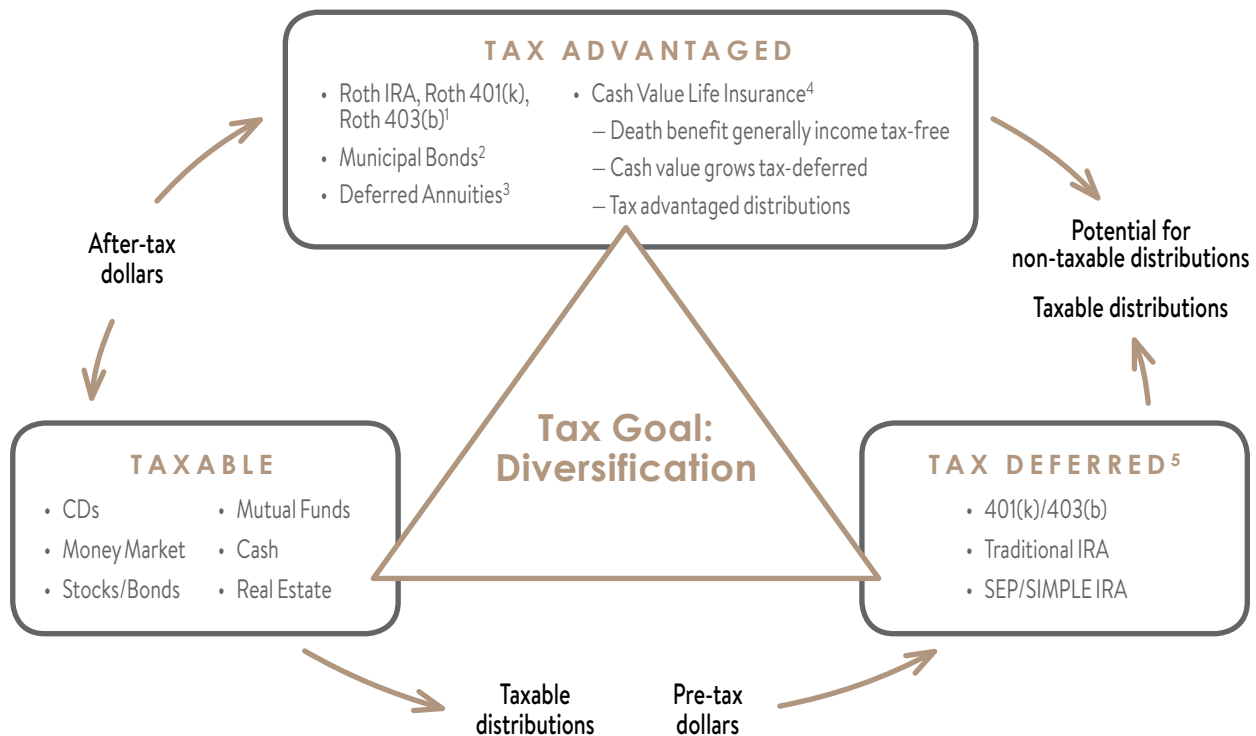 TAX ADVANTAGED
• Roth IRA, Roth 401(k),
Roth 403(b)¹
• Municipal Bonds²
• Deferred Annuities³
• Cash Value Life Insurance⁴
– Death benefit generally income tax-free
– Cash value grows tax-deferred
– Tax advantaged distributions
After-tax
dollars
Potential for
non-taxable distributions
Taxable distributions
Tax Goal:
Diversification
TAXABLE
• CDs
• Money Market
• Stocks/Bonds
• Mutual Funds
• Cash
• Real Estate
TAX DEFERRED⁵
• 401(k)/403(b)
• Traditional IRA
• SEP/SIMPLE IRA
Taxable
distributions
Pre-tax
dollars